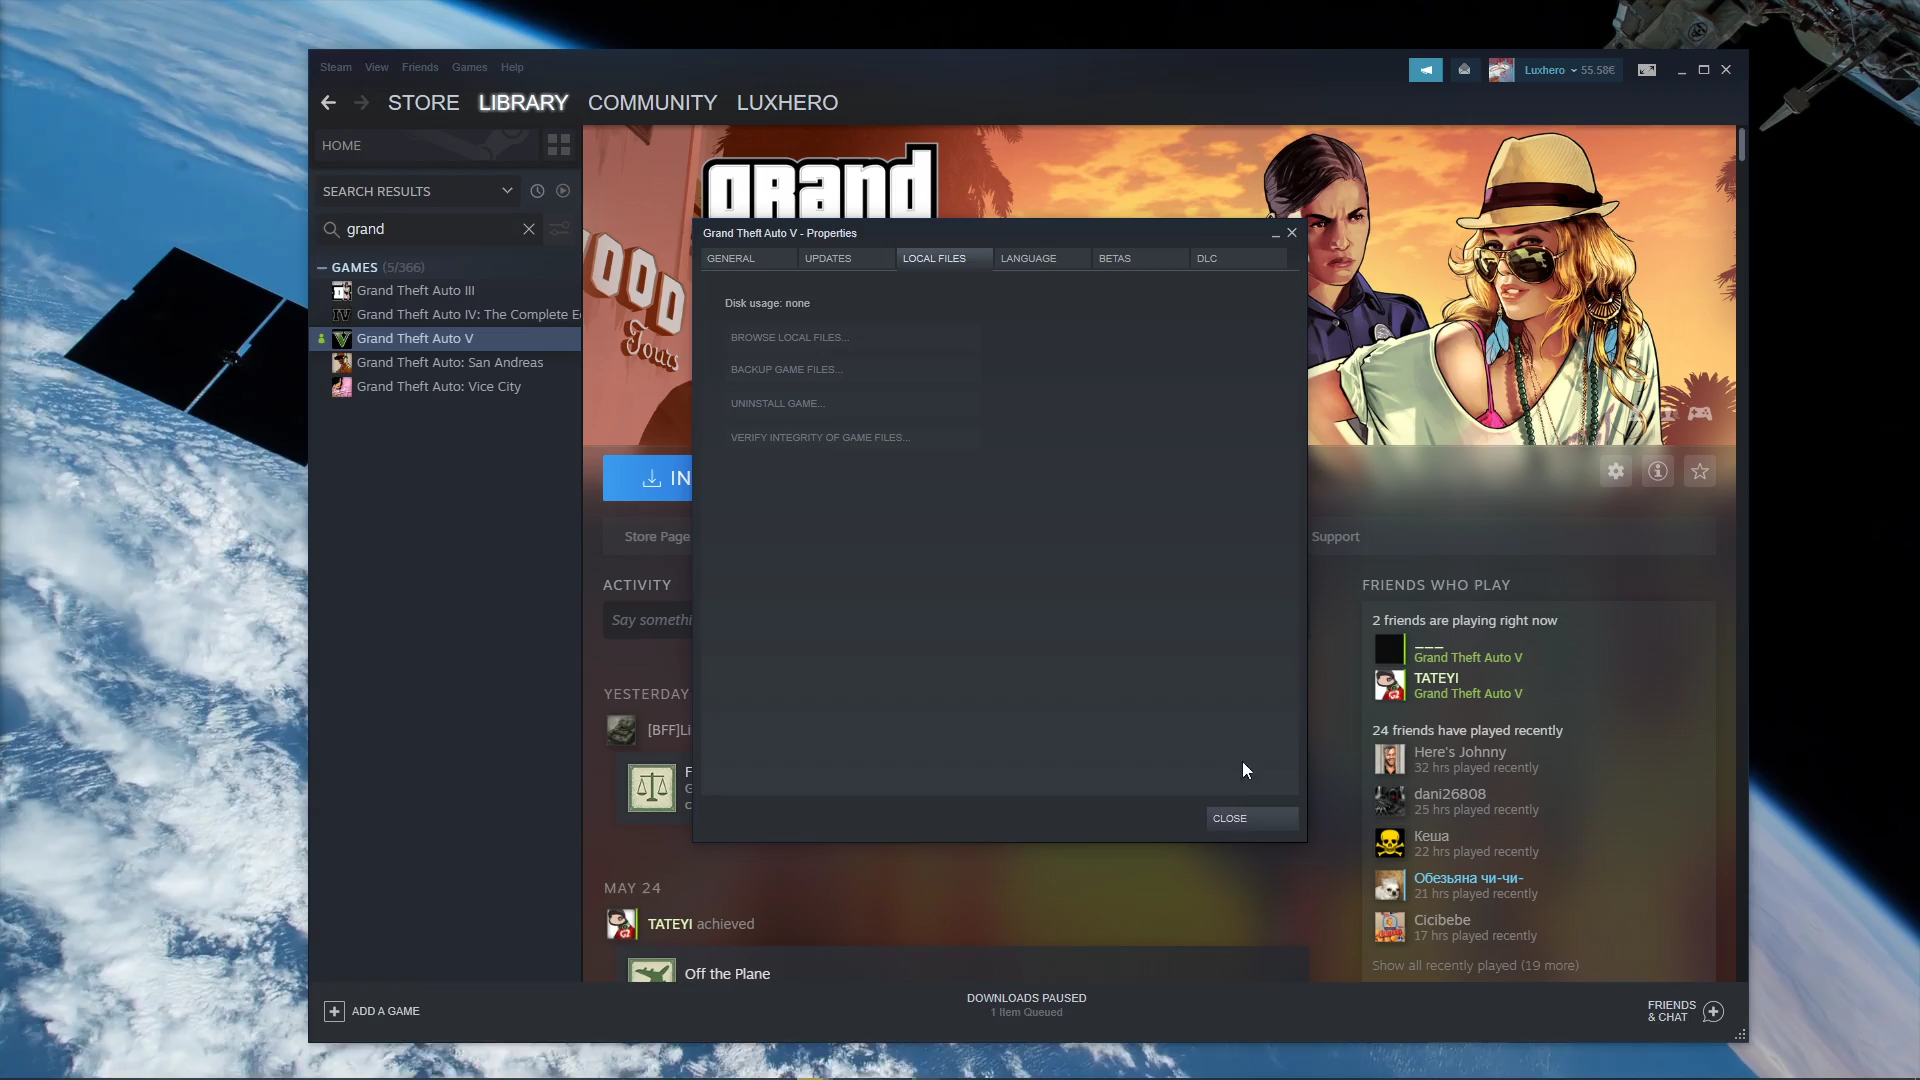 Steam View Friends Games Help
Luxhero 55.58€
STORE LIBRARY COMMUNITY LUXHERO
HOME
SEARCH RESULTS
grand
GAMES (5/366)
Grand Theft Auto III
Grand Theft Auto IV: The Complete E
Grand Theft Auto V
Grand Theft Auto: San Andreas
Grand Theft Auto: Vice City
ADD A GAME
grand
OOD
Tours
Grand Theft Auto V - Properties
GENERAL UPDATES LOCAL FILES LANGUAGE BETAS DLC
Disk usage: none
BROWSE LOCAL FILES...
BACKUP GAME FILES...
UNINSTALL GAME...
VERIFY INTEGRITY OF GAME FILES...
CLOSE
IN
Store Page
Support
ACTIVITY
Say somethi
YESTERDAY
[BFF]Li
F
G
c
MAY 24
TATEYI achieved
Off the Plane
FRIENDS WHO PLAY
2 friends are playing right now
___
Grand Theft Auto V
TATEYI
Grand Theft Auto V
24 friends have played recently
Here's Johnny
32 hrs played recently
dani26808
25 hrs played recently
Кеша
22 hrs played recently
Обезьяна чи-чи-
21 hrs played recently
Cicibebe
17 hrs played recently
Show all recently played (19 more)
DOWNLOADS PAUSED
1 Item Queued
FRIENDS
& CHAT